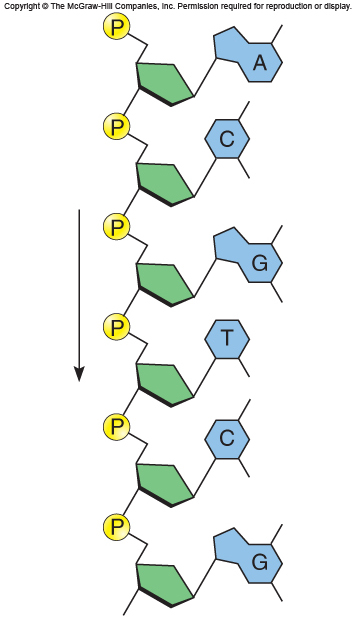 Copyright © The McGraw-Hill Companies, Inc. Permission required for reproduction or display.
P
A
P
C
P
G
P
T
P
C
P
G